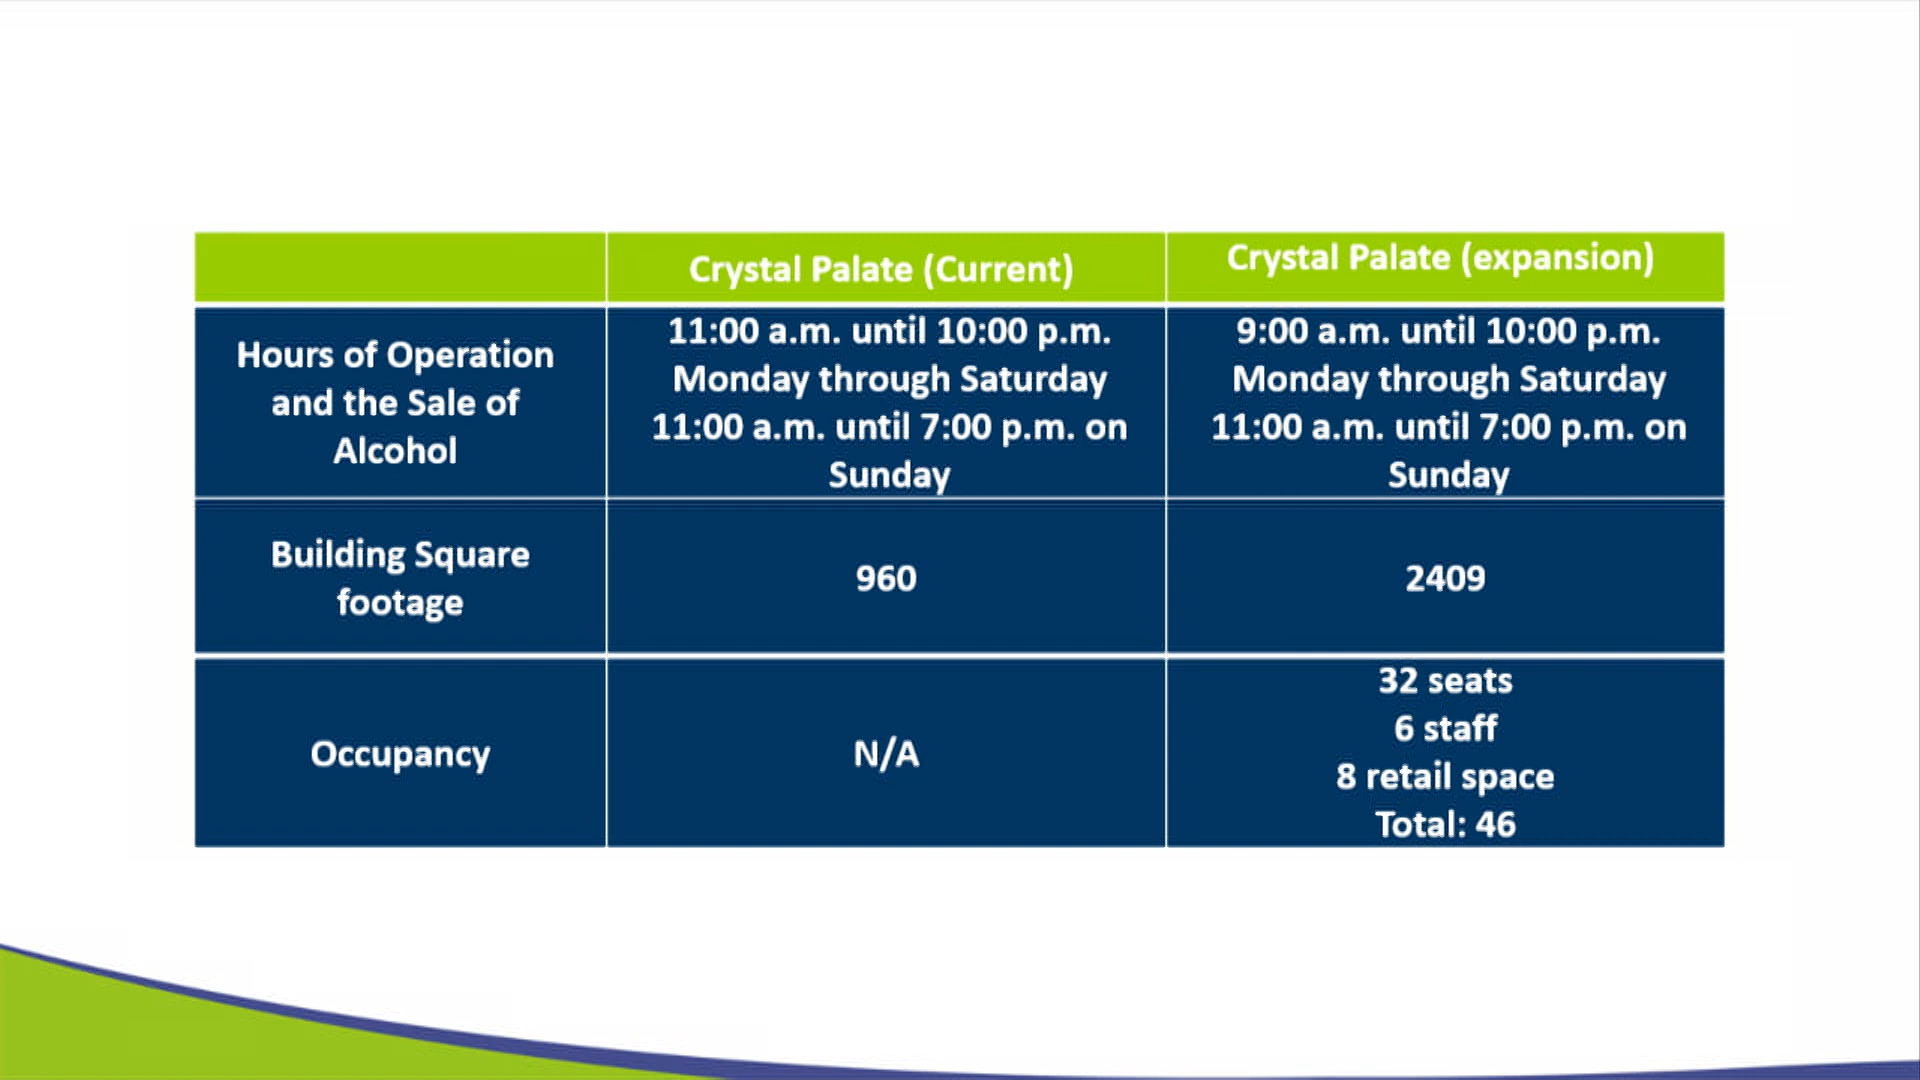 Crystal Palate (Current)
Crystal Palate (expansion)
Hours of Operation
and the Sale of
Alcohol
11:00 a.m. until 10:00 p.m.
Monday through Saturday
11:00 a.m. until 7:00 p.m. on
Sunday
9:00 a.m. until 10:00 p.m.
Monday through Saturday
11:00 a.m. until 7:00 p.m. on
Sunday
Building Square
footage
960
2409
Occupancy
N/A
32 seats
6 staff
8 retail space
Total: 46